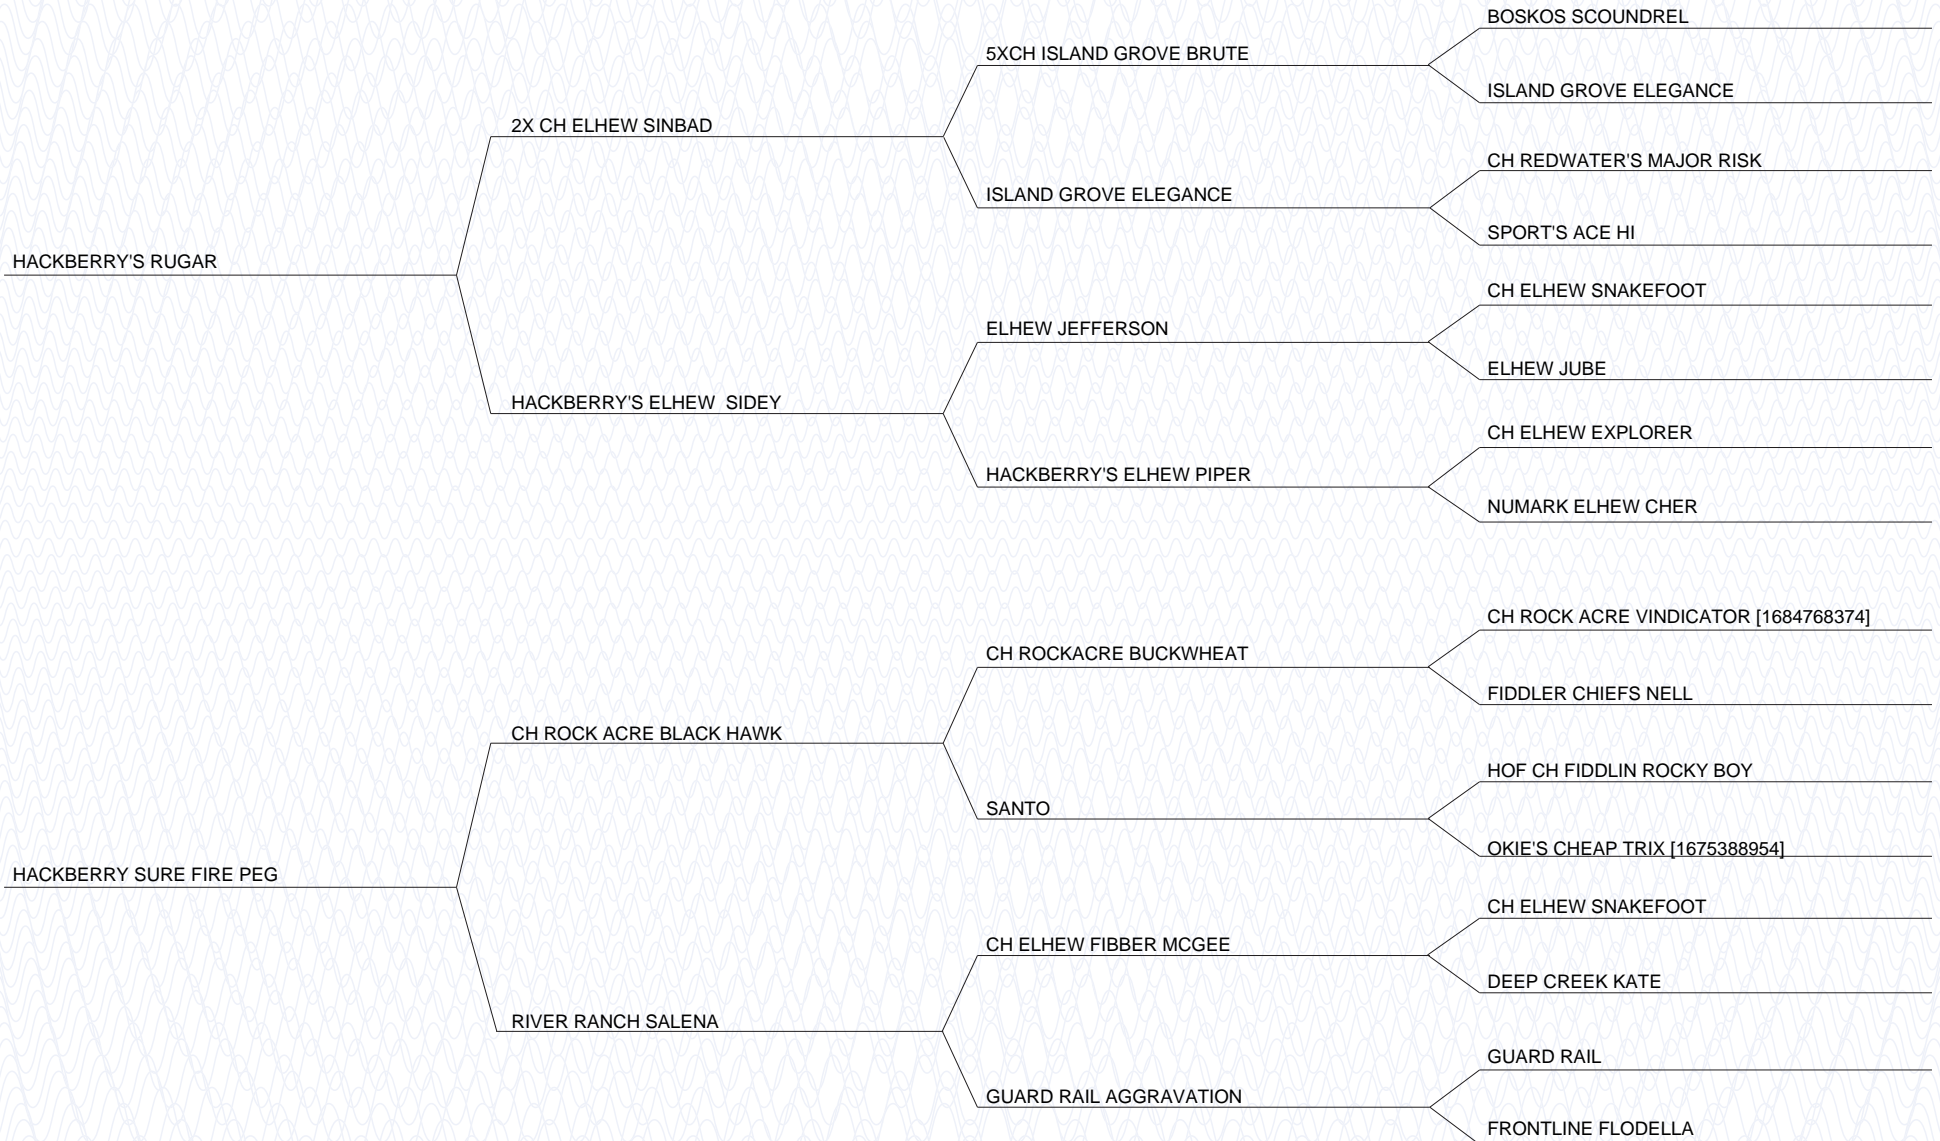 BOSKOS SCOUNDREL
5XCH ISLAND GROVE BRUTE
ISLAND GROVE ELEGANCE
2X CH ELHEW SINBAD
CH REDWATER'S MAJOR RISK
ISLAND GROVE ELEGANCE
SPORT'S ACE HI
HACKBERRY'S RUGAR
CH ELHEW SNAKEFOOT
ELHEW JEFFERSON
ELHEW JUBE
HACKBERRY'S ELHEW  SIDEY
CH ELHEW EXPLORER
HACKBERRY'S ELHEW PIPER
NUMARK ELHEW CHER
CH ROCK ACRE VINDICATOR [1684768374]
CH ROCKACRE BUCKWHEAT
FIDDLER CHIEFS NELL
CH ROCK ACRE BLACK HAWK
HOF CH FIDDLIN ROCKY BOY
SANTO
OKIE'S CHEAP TRIX [1675388954]
HACKBERRY SURE FIRE PEG
CH ELHEW SNAKEFOOT
CH ELHEW FIBBER MCGEE
DEEP CREEK KATE
RIVER RANCH SALENA
GUARD RAIL
GUARD RAIL AGGRAVATION
FRONTLINE FLODELLA